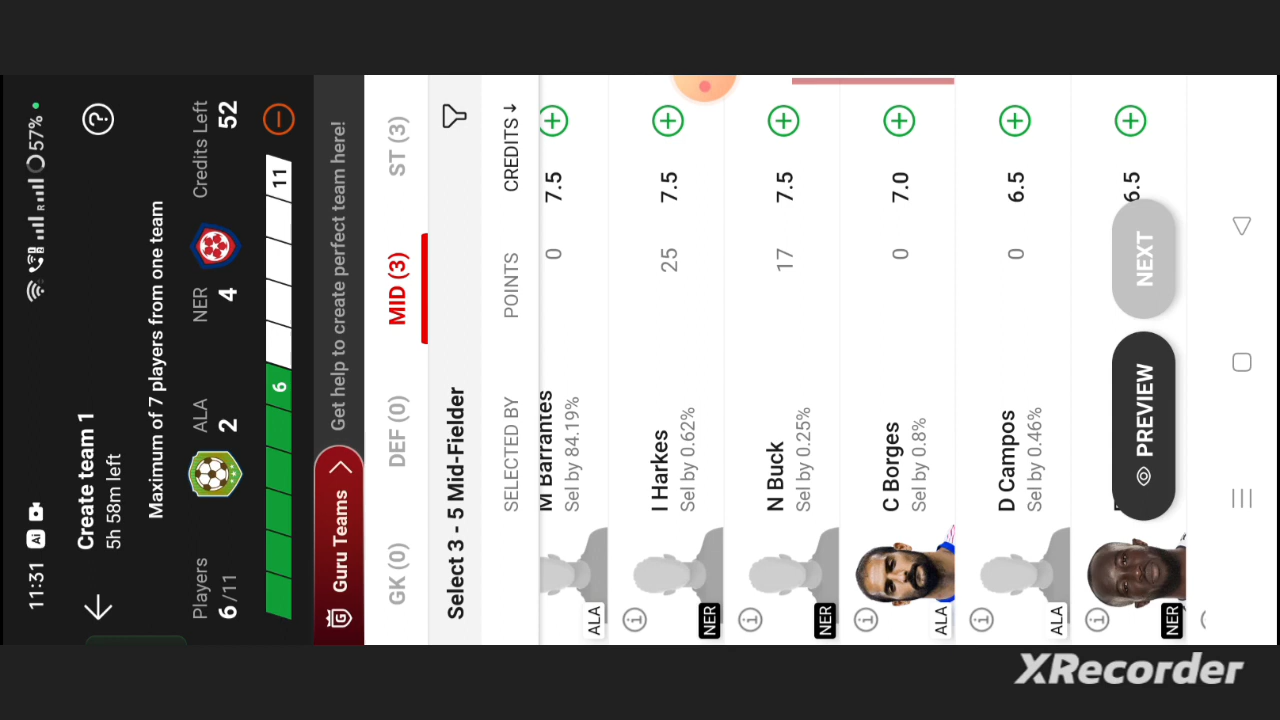 11:31 Ai 57%
Create team 1
5h 58m left
?
Maximum of 7 players from one team
Players ALA NER Credits Left
6 /11 2 4 52
6 11
G Guru Teams Get help to create perfect team here!
GK (0) DEF (0) MID (3) ST (3)
Select 3 - 5 Mid-Fielder
SELECTED BY POINTS CREDITS
M Barrantes 0 7.5
Sel by 84.19%
ALA
I Harkes 25 7.5
Sel by 0.62%
NER
N Buck 17 7.5
Sel by 0.25%
NER
C Borges 0 7.0
Sel by 0.8%
ALA
D Campos 0 6.5
Sel by 0.46%
ALA
6.5
PREVIEW NEXT
NER
XRecorder